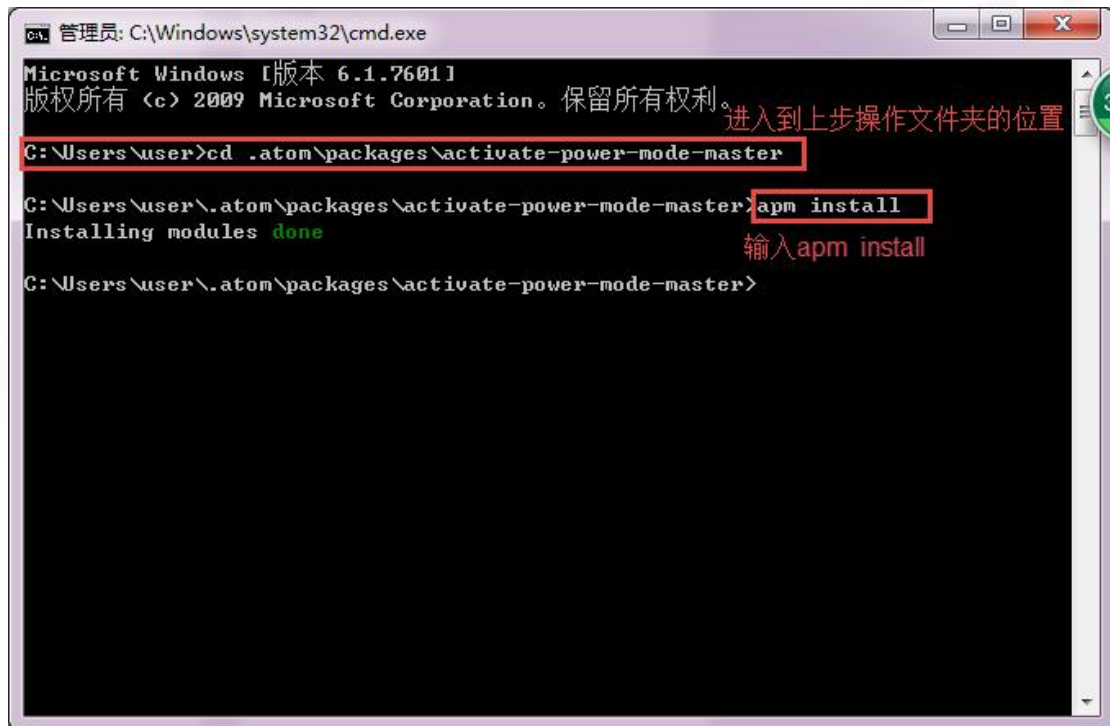 管理员: C:\Windows\system32\cmd.exe
Microsoft Windows [版本 6.1.7601]
版权所有 (c) 2009 Microsoft Corporation。保留所有权利。
进入到上步操作文件夹的位置
C:\Users\user>cd .atom\packages\activate-power-mode-master
C:\Users\user\.atom\packages\activate-power-mode-master>apm install
Installing modules done
输入apm install
C:\Users\user\.atom\packages\activate-power-mode-master>